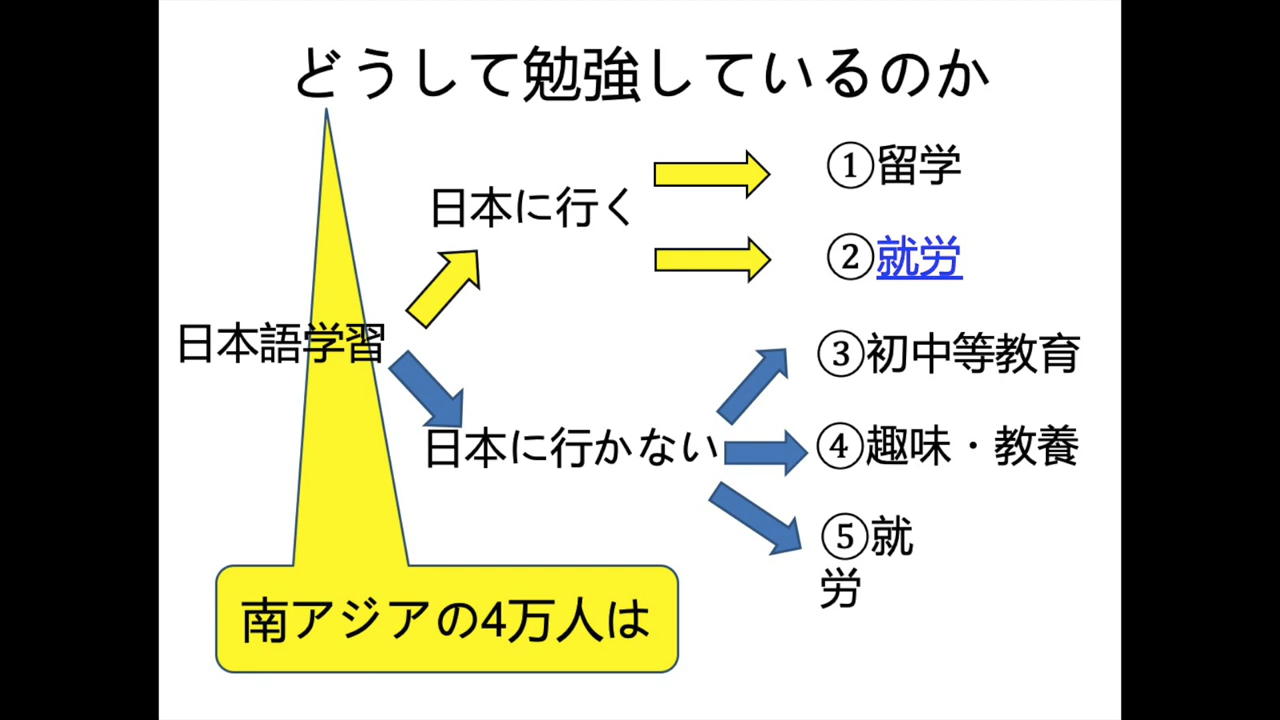 どうして勉強しているのか
①留学
日本に行く
②就労
日本語学習
③初中等教育
日本に行かない
④趣味・教養
⑤就
労
南アジアの4万人は